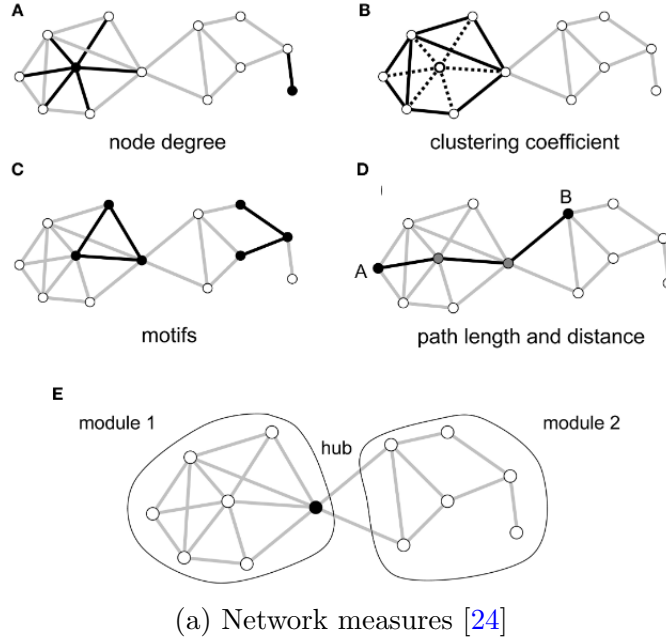 A
B
node degree
clustering coefficient
C
D
B
A
motifs
path length and distance
E
module 1
hub
module 2
(a) Network measures [24]